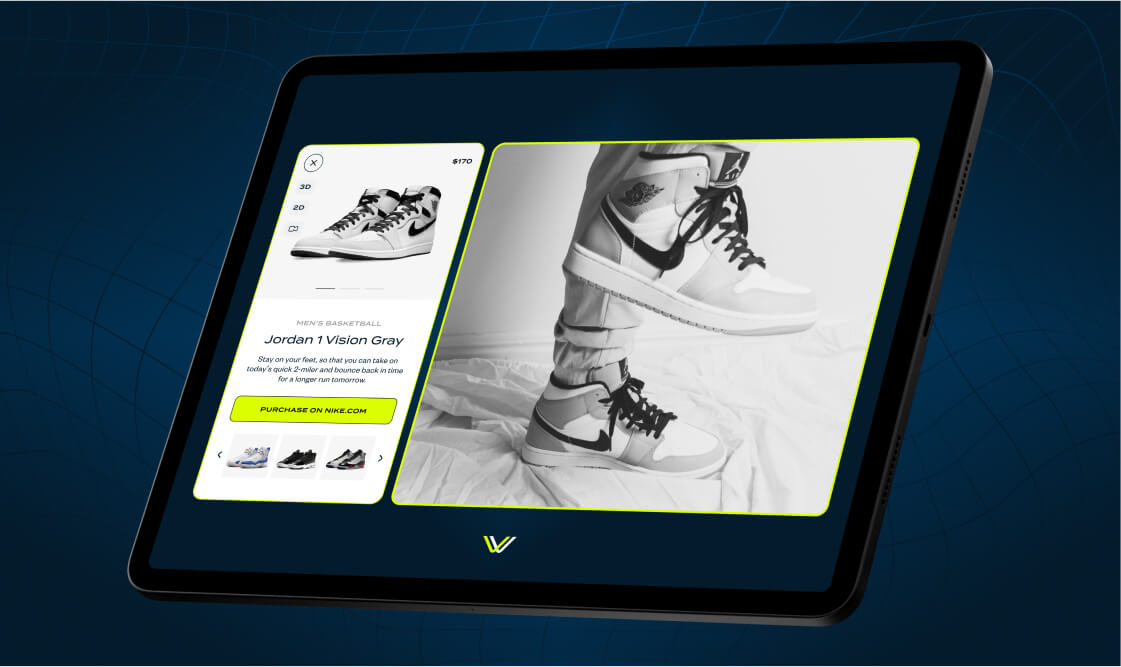 $170
3D
2D
MEN'S BASKETBALL
Jordan 1 Vision Gray
Stay on your feet, so that you can take on
today's quick 2-miler and bounce back in time
for a longer run tomorrow.
PURCHASE ON NIKE.COM